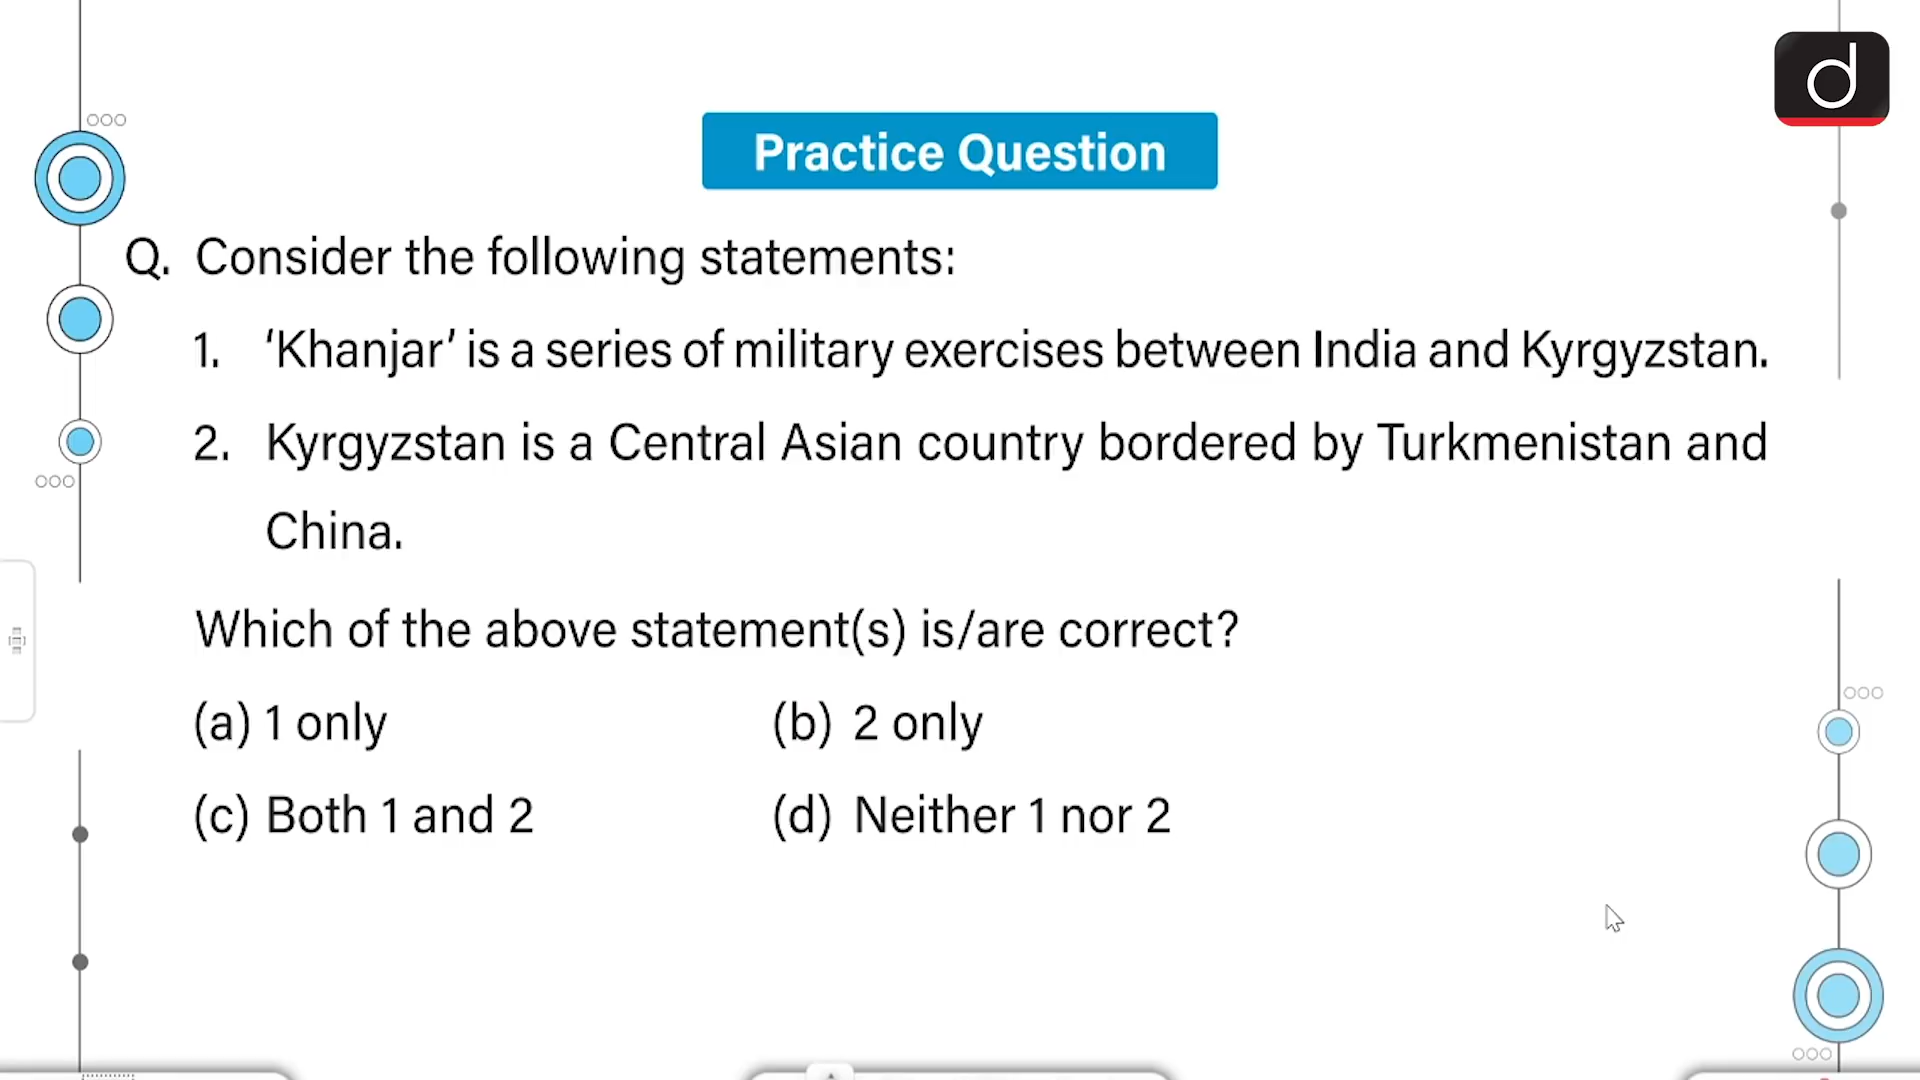 d
Practice Question
Q. Consider the following statements:
1. ‘Khanjar’ is a series of military exercises between India and Kyrgyzstan.
2. Kyrgyzstan is a Central Asian country bordered by Turkmenistan and
China.
Which of the above statement(s) is/are correct?
(a) 1 only (b) 2 only
(c) Both 1 and 2 (d) Neither 1 nor 2